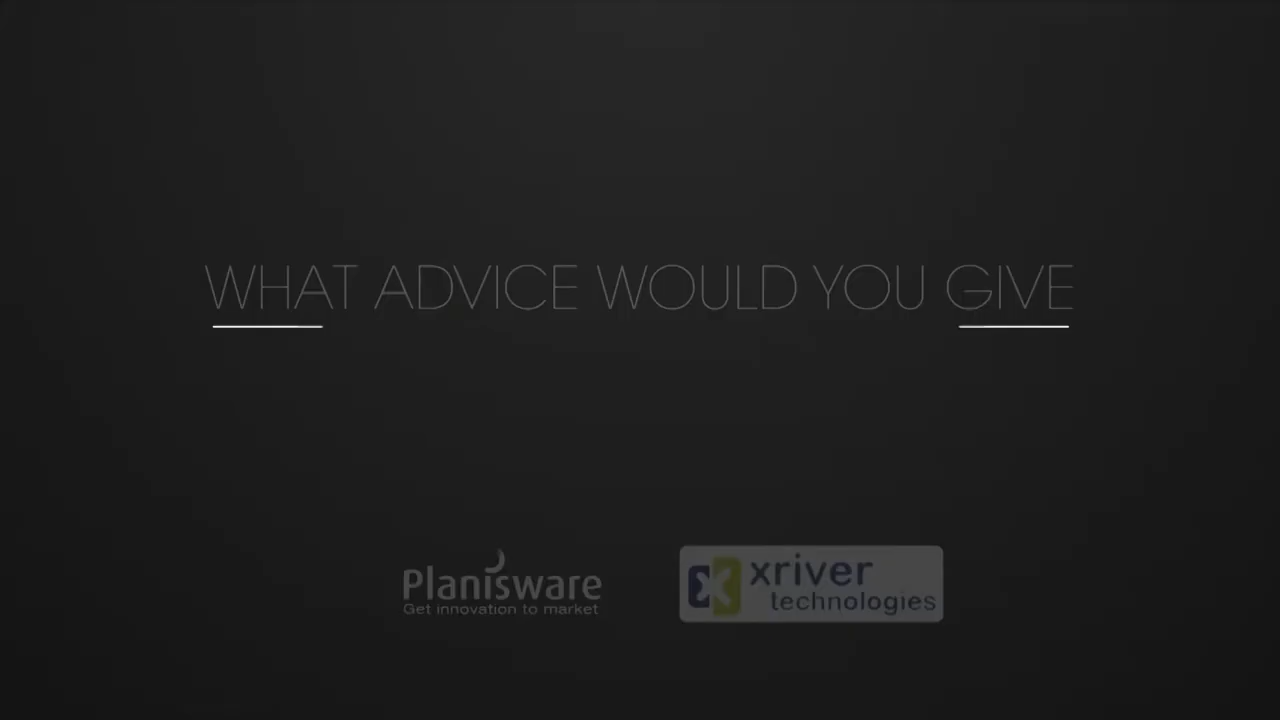 WHAT ADVICE WOULD YOU GIVE
Planisware
Get innovation to market
xriver
technologies